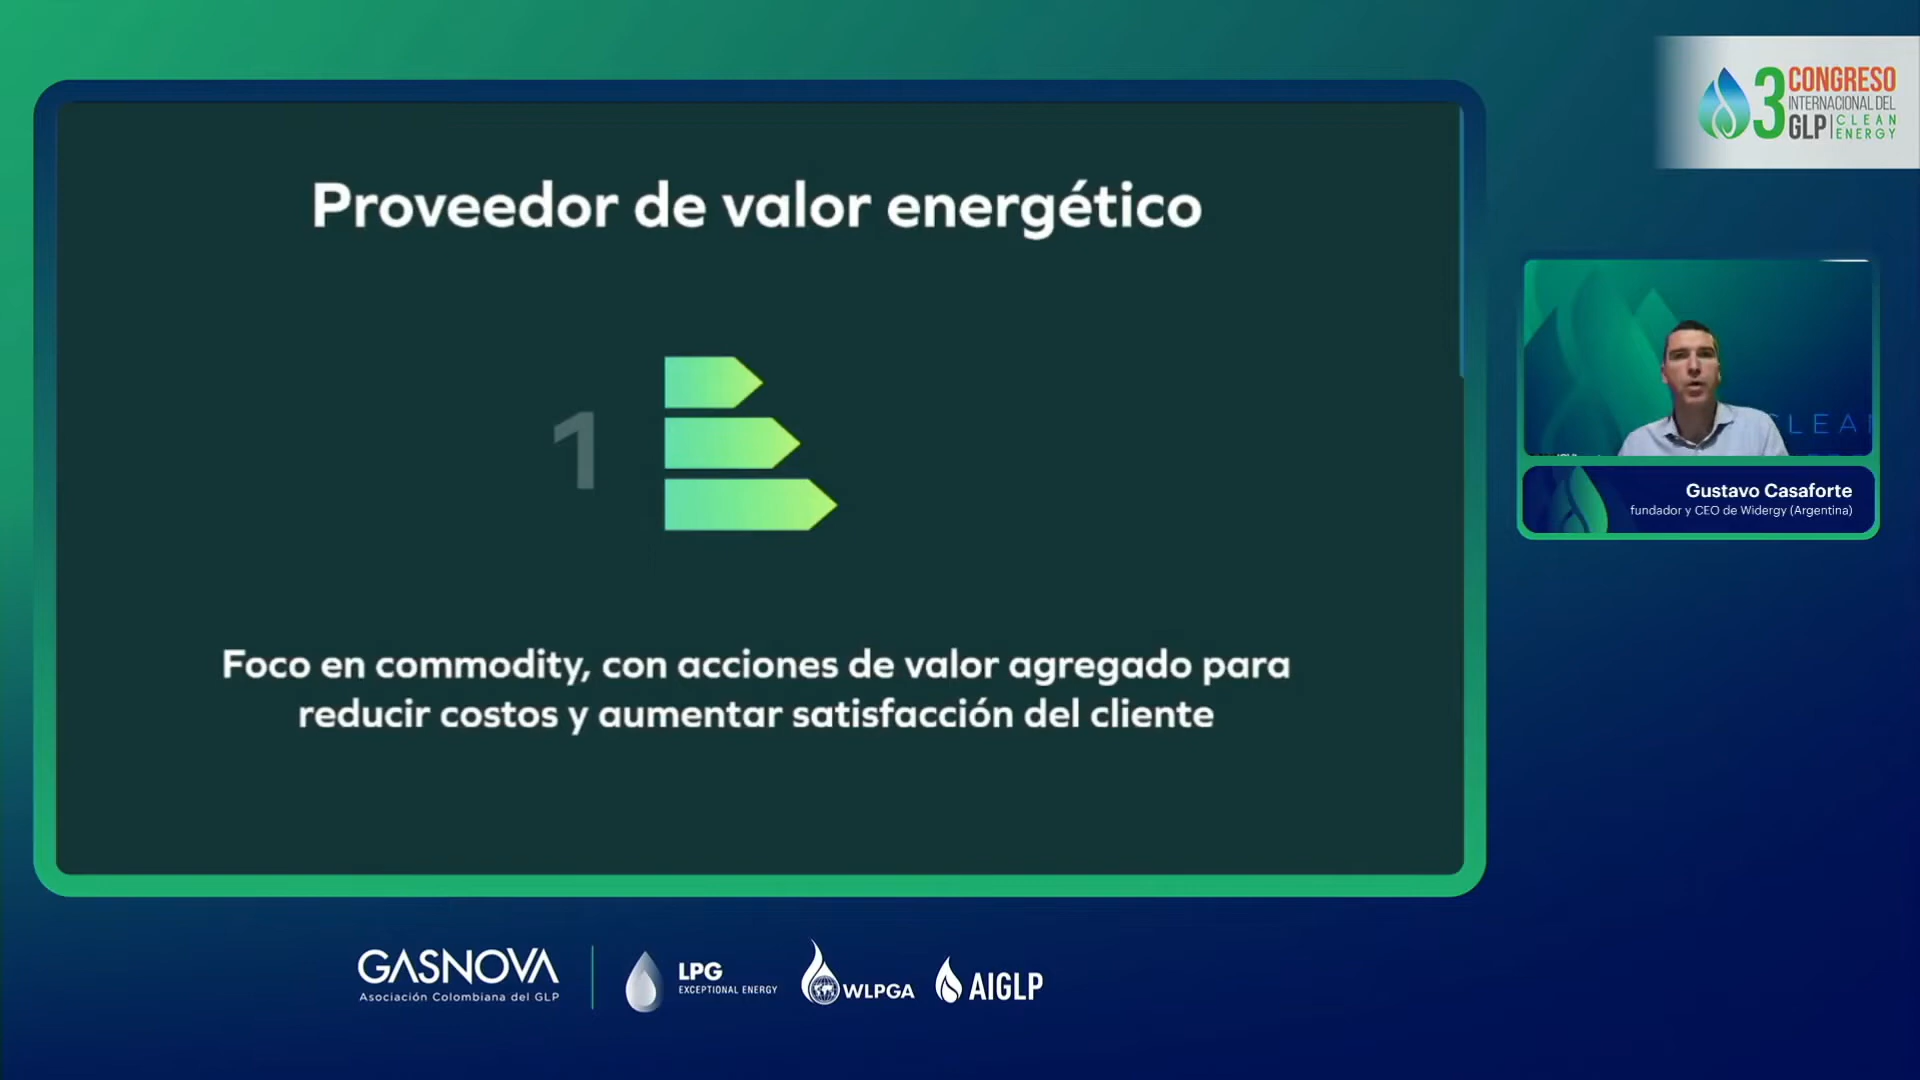 3 CONGRESO
INTERNACIONAL DEL
GLP | CLEAN
ENERGY
Proveedor de valor energético
1
Foco en commodity, con acciones de valor agregado para
reducir costos y aumentar satisfacción del cliente
CLEAN
Gustavo Casaforte
fundador y CEO de Widergy (Argentina)
GASNOVA
Asociación Colombiana del GLP
LPG
EXCEPTIONAL ENERGY
WLPGA
AIGLP